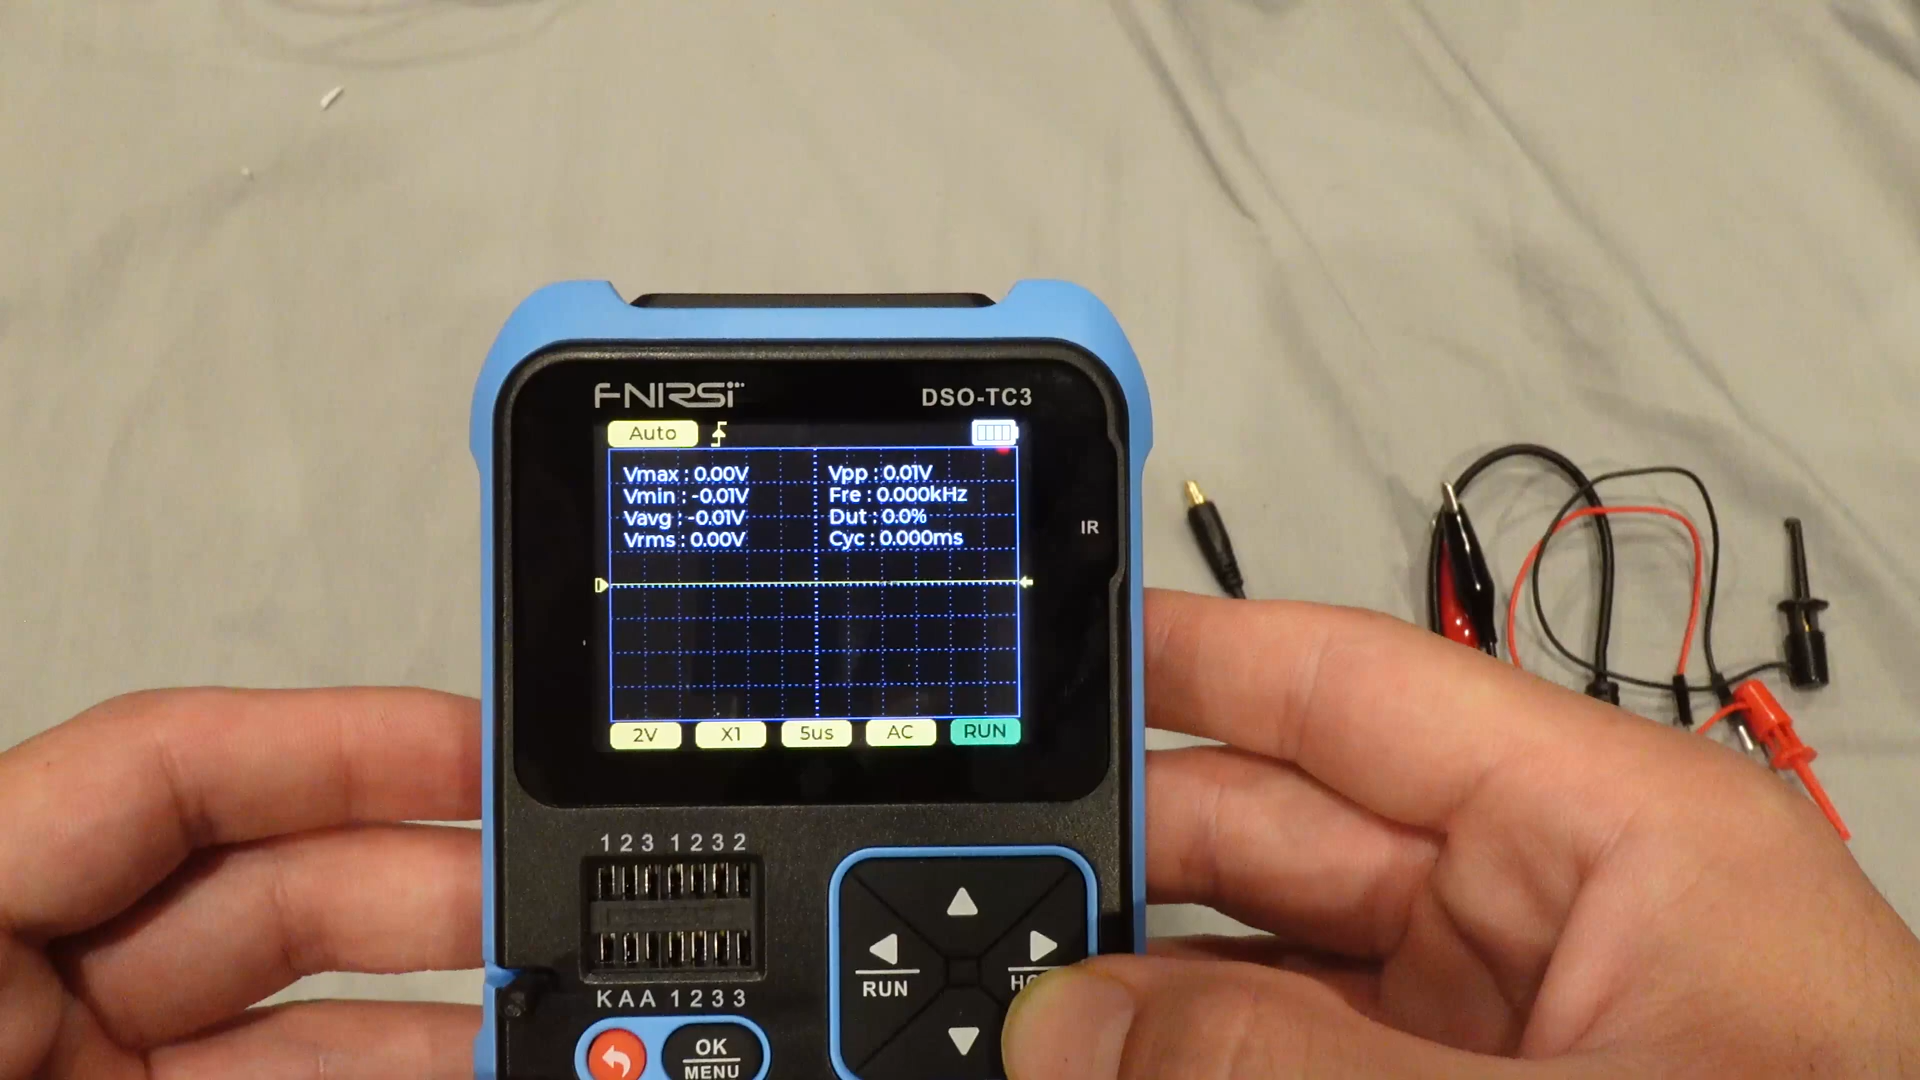 FNIRSI DSO-TC3
Auto
Vmax : 0.00V Vpp : 0.01V
Vmin : -0.01V Fre : 0.000kHz
Vavg : -0.01V Dut : 0.0%
Vrms : 0.00V Cyc : 0.000ms
IR
2V X1 5us AC RUN
1 2 3 1 2 3 2
K A A 1 2 3 3
RUN
OK
MENU